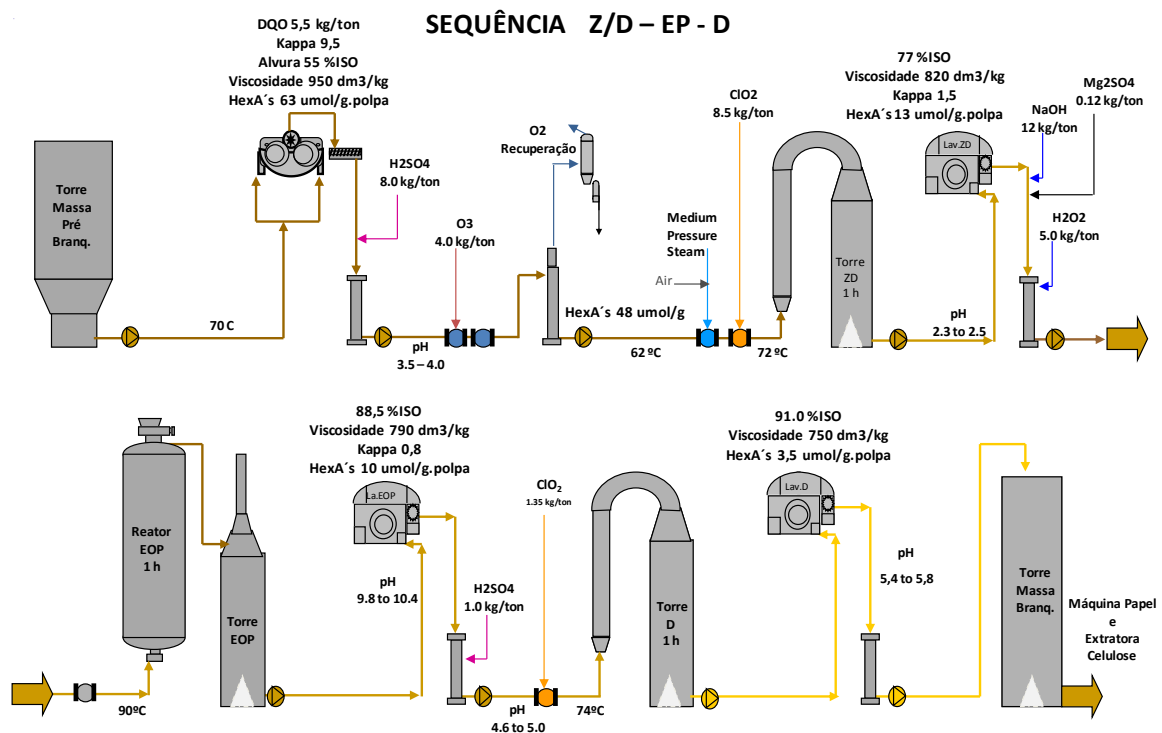 SEQUÊNCIA Z/D – EP - D
DQO 5,5 kg/ton
Kappa 9,5
Alvura 55 %ISO
Viscosidade 950 dm3/kg
HexA´s 63 umol/g.polpa
Torre
Massa
Pré
Branq.
70 C
H2SO4
8.0 kg/ton
pH
3.5 – 4.0
O3
4.0 kg/ton
O2
Recuperação
HexA´s 48 umol/g
62 ºC
Medium
Pressure
Steam
Air
ClO2
8.5 kg/ton
72 ºC
Torre
ZD
1 h
77 %ISO
Viscosidade 820 dm3/kg
Kappa 1,5
HexA´s 13 umol/g.polpa
Lav.ZD
pH
2.3 to 2.5
NaOH
12 kg/ton
Mg2SO4
0.12 kg/ton
H2O2
5.0 kg/ton
90ºC
Reator
EOP
1 h
Torre
EOP
88,5 %ISO
Viscosidade 790 dm3/kg
Kappa 0,8
HexA´s 10 umol/g.polpa
La.EOP
pH
9.8 to 10.4
H2SO4
1.0 kg/ton
pH
4.6 to 5.0
ClO2
1.35 kg/ton
74ºC
Torre
D
1 h
91.0 %ISO
Viscosidade 750 dm3/kg
HexA´s 3,5 umol/g.polpa
Lav.D
pH
5,4 to 5,8
Torre
Massa
Branq.
Máquina Papel
e
Extratora
Celulose